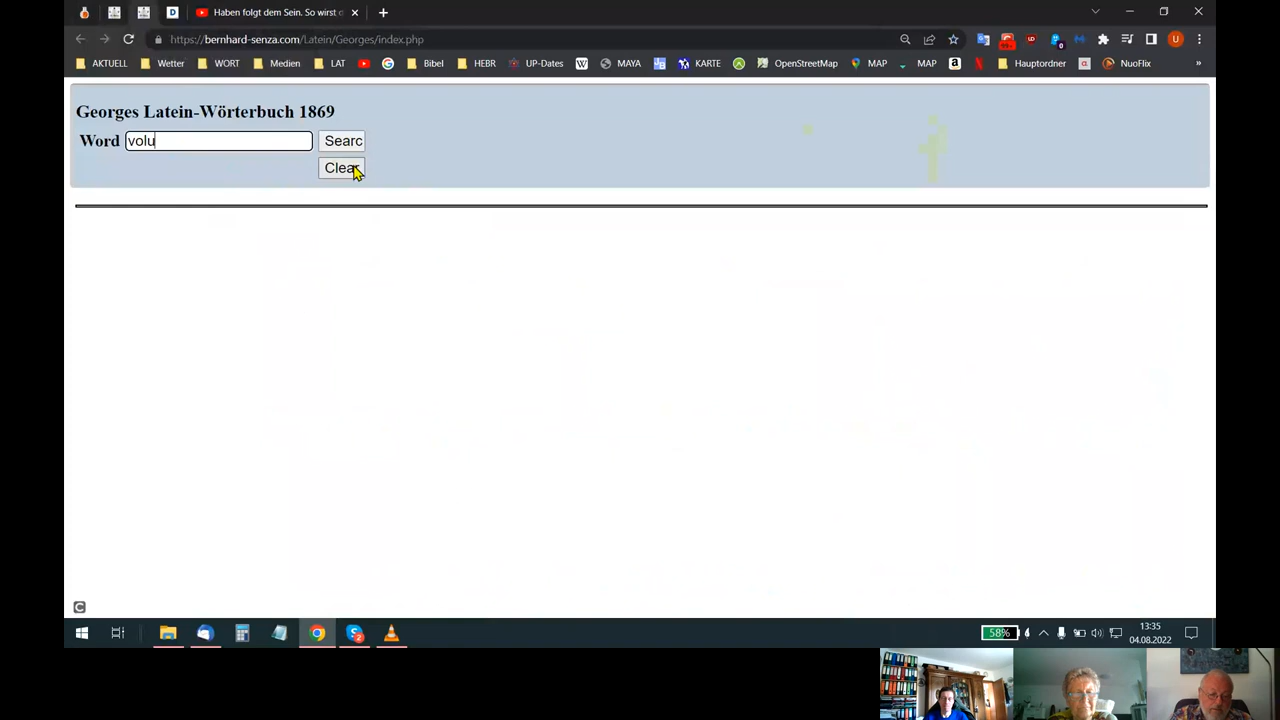 Haben folgt dem Sein. So wirst d
https://bernhard-senza.com/Latein/Georges/index.php
AKTUELL Wetter WORT Medien LAT Bibel HEBR UP-Dates MAYA KARTE OpenStreetMap MAP MAP Hauptordner NuoFlix »
Georges Latein-Wörterbuch 1869
Word volu Searc
Clear
58% 13:35
04.08.2022